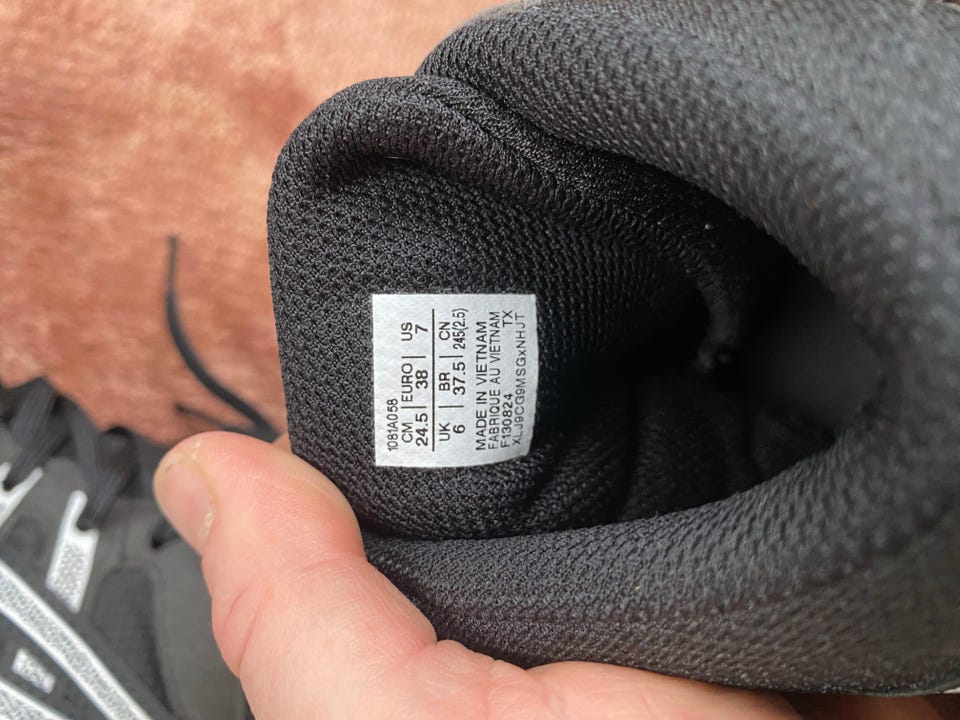 1081A058
CM | EURO | US
24.5 | 38 | 7
UK | BR | CN
6 | 37.5 | 245(2.5)
MADE IN VIETNAM
FABRIQUE AU VIETNAM
F130824 TX
XLJ9CG9MSGxNHJT